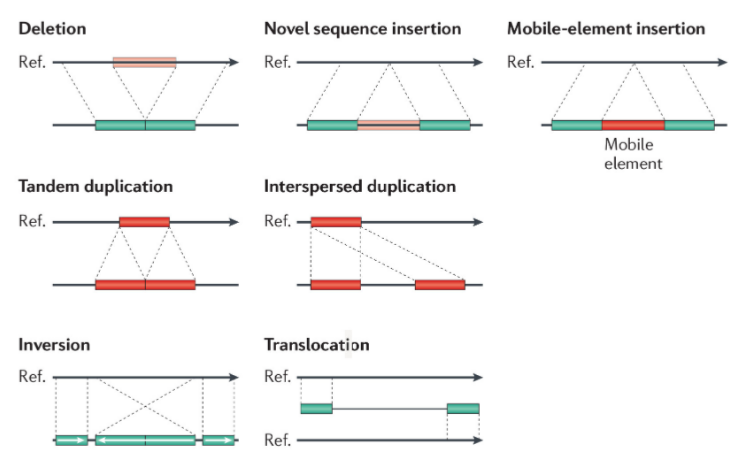 Deletion
Ref.
Novel sequence insertion
Ref.
Mobile-element insertion
Ref.
Mobile
element
Tandem duplication
Ref.
Interspersed duplication
Ref.
Inversion
Ref.
Translocation
Ref.
Ref.